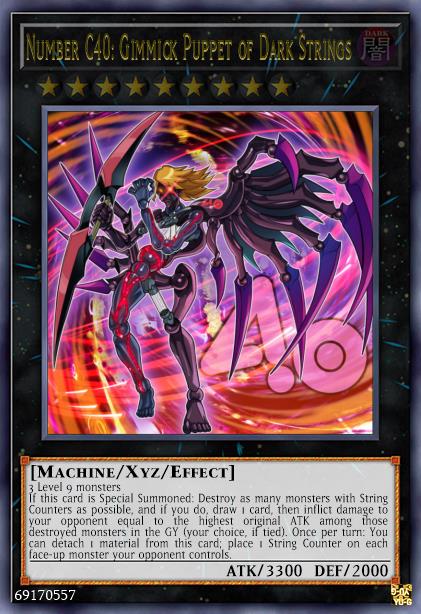 Number C40: Gimmick Puppet of Dark Strings
DARK
闇
40
[Machine/Xyz/Effect]
3 Level 9 monsters
If this card is Special Summoned: Destroy as many monsters with String
Counters as possible, and if you do, draw 1 card, then inflict damage to
your opponent equal to the highest original ATK among those
destroyed monsters in the GY (your choice, if tied). Once per turn: You
can detach 1 material from this card; place 1 String Counter on each
face-up monster your opponent controls.
ATK/3300 DEF/2000
69170557